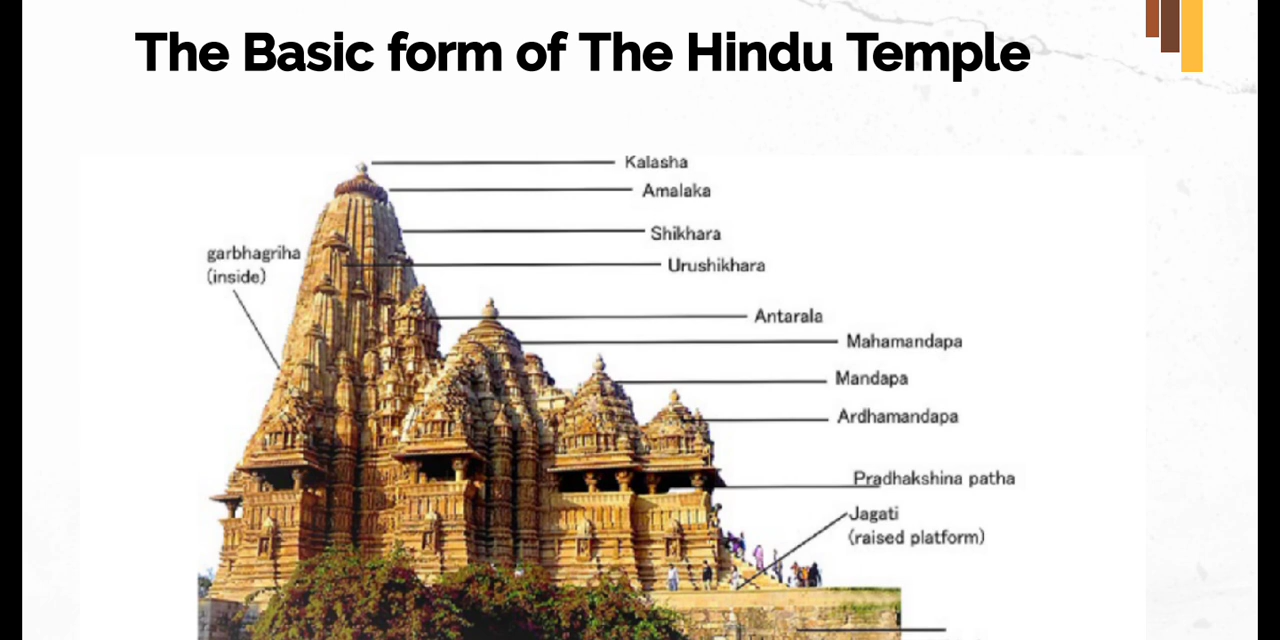 The Basic form of The Hindu Temple
Kalasha
Amalaka
Shikhara
garbhagriha
(inside)
Urushikhara
Antarala
Mahamandapa
Mandapa
Ardhamandapa
Pradhakshina patha
Jagati
(raised platform)